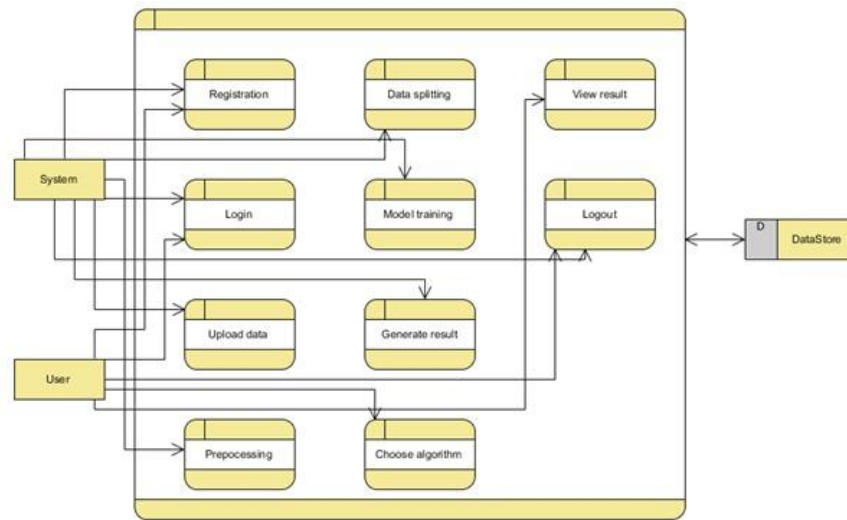 Registration
Data splitting
View result
System
Login
Model training
Logout
D
DataStore
Upload data
Generate result
User
Prepocessing
Choose algorithm